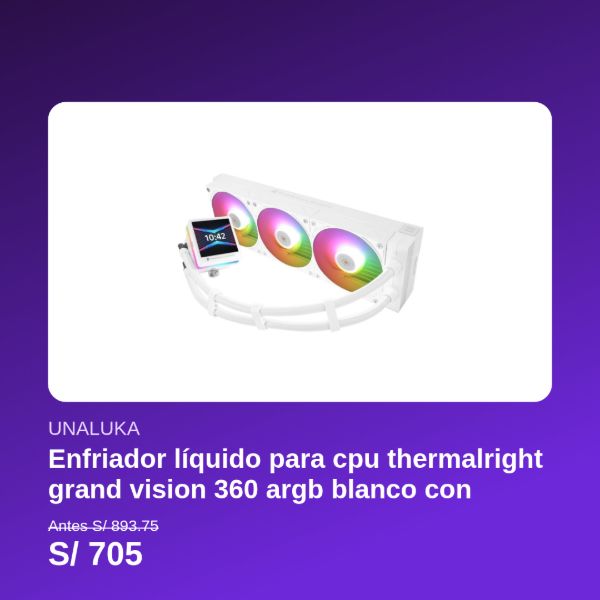 10:42
UNALUKA
Enfriador líquido para cpu thermalright
grand vision 360 argb blanco con
Antes S/ 893.75
S/ 705